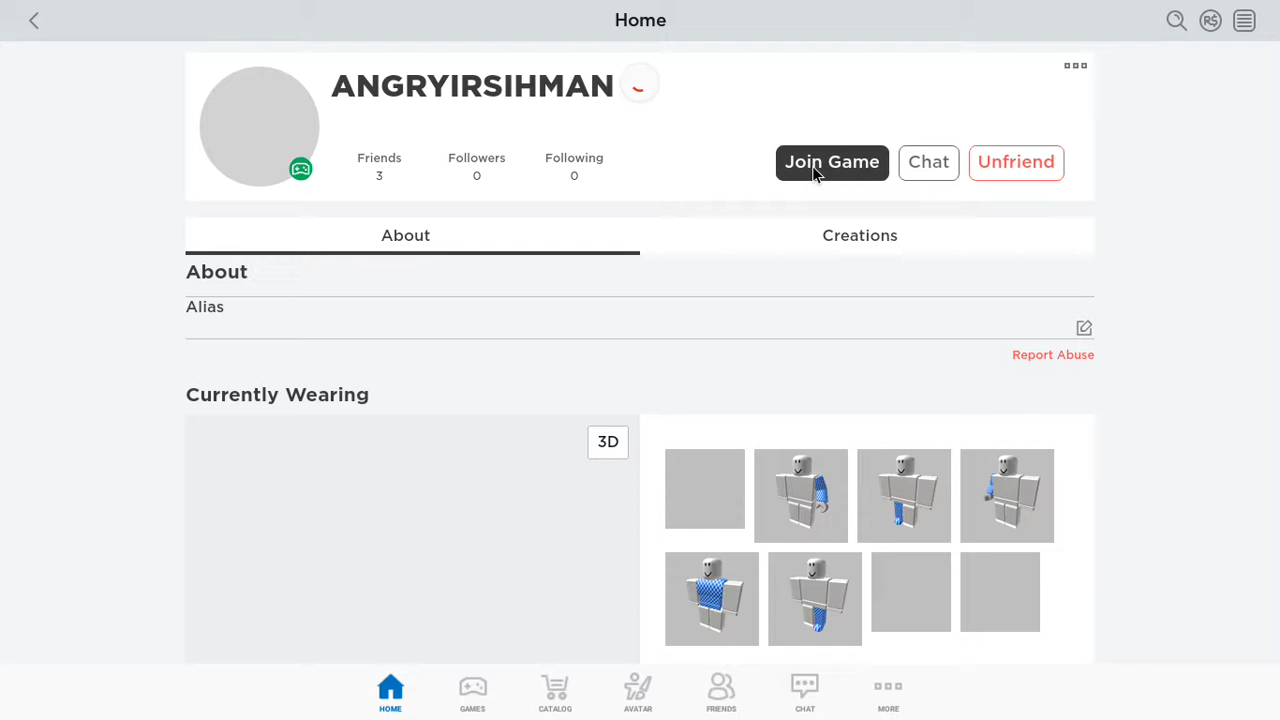 Home
R$
ANGRYIRSIHMAN
Friends Followers Following
3 0 0
Join Game Chat Unfriend
About Creations
About
Alias
Report Abuse
Currently Wearing
3D
HOME GAMES CATALOG AVATAR FRIENDS CHAT MORE